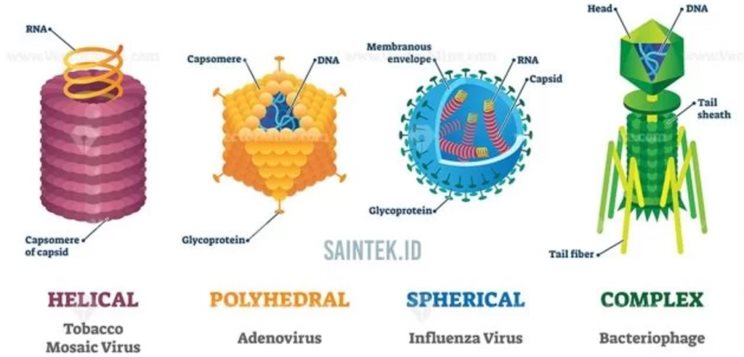 RNA
Capsomere
of capsid
HELICAL
Tobacco
Mosaic Virus
Capsomere
DNA
Glycoprotein
POLYHEDRAL
Adenovirus
Membranous
envelope
RNA
Capsid
Glycoprotein
SPHERICAL
Influenza Virus
Head
DNA
Tail
sheath
Tail fiber
COMPLEX
Bacteriophage
SAINTEK.ID